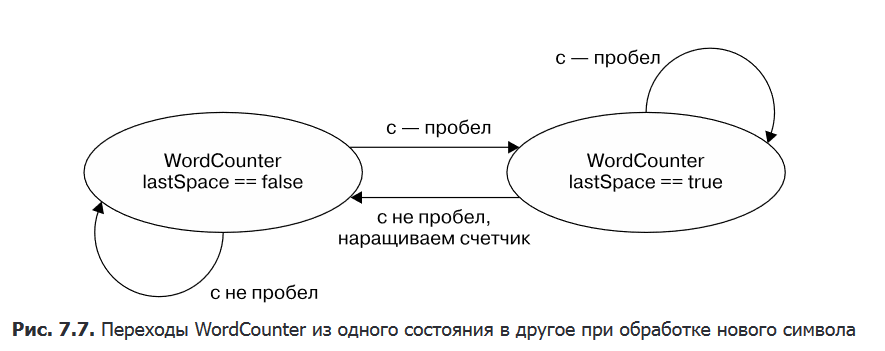 с — пробел
с — пробел
WordCounter
lastSpace == false
WordCounter
lastSpace == true
с не пробел,
наращиваем счетчик
с не пробел
Рис. 7.7. Переходы WordCounter из одного состояния в другое при обработке нового символа